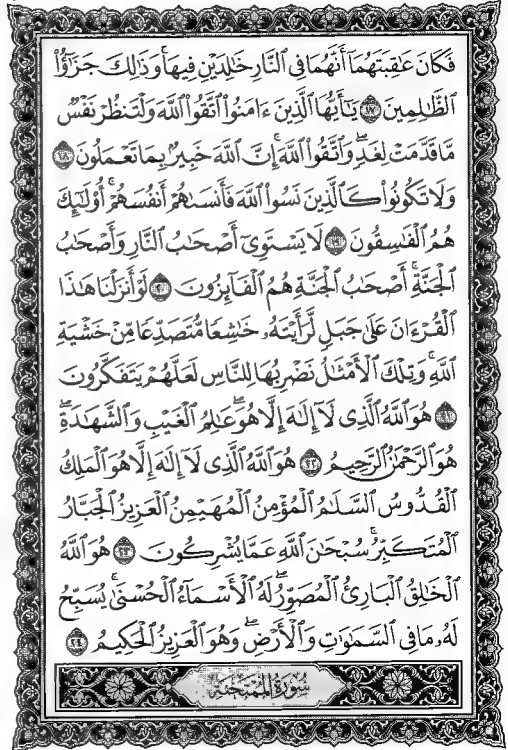 فَكَانَ عَٰقِبَتَهُمَآ أَنَّهُمَا فِى ٱلنَّارِ خَٰلِدَيْنِ فِيهَا ۚ وَذَٰلِكَ جَزَٰٓؤُا۟
ٱلظَّٰلِمِينَ ﴿١٧﴾ يَٰٓأَيُّهَا ٱلَّذِينَ ءَامَنُوا۟ ٱتَّقُوا۟ ٱللَّهَ وَلْتَنظُرْ نَفْسٌ
مَّا قَدَّمَتْ لِغَدٍ ۖ وَٱتَّقُوا۟ ٱللَّهَ ۚ إِنَّ ٱللَّهَ خَبِيرٌۢ بِمَا تَعْمَلُونَ ﴿١٨﴾
وَلَا تَكُونُوا۟ كَٱلَّذِينَ نَسُوا۟ ٱللَّهَ فَأَنسَىٰهُمْ أَنفُسَهُمْ ۚ أُو۟لَٰٓئِكَ
هُمُ ٱلْفَٰسِقُونَ ﴿١٩﴾ لَا يَسْتَوِىٓ أَصْحَٰبُ ٱلنَّارِ وَأَصْحَٰبُ
ٱلْجَنَّةِ ۚ أَصْحَٰبُ ٱلْجَنَّةِ هُمُ ٱلْفَآئِزُونَ ﴿٢٠﴾ لَوْ أَنزَلْنَا هَٰذَا
ٱلْقُرْءَانَ عَلَىٰ جَبَلٍ لَّرَأَيْتَهُۥ خَٰشِعًا مُّتَصَدِّعًا مِّنْ خَشْيَةِ
ٱللَّهِ ۚ وَتِلْكَ ٱلْأَمْثَٰلُ نَضْرِبُهَا لِلنَّاسِ لَعَلَّهُمْ يَتَفَكَّرُونَ
﴿٢١﴾ هُوَ ٱللَّهُ ٱلَّذِى لَآ إِلَٰهَ إِلَّا هُوَ ۖ عَٰلِمُ ٱلْغَيْبِ وَٱلشَّهَٰدَةِ ۖ
هُوَ ٱلرَّحْمَٰنُ ٱلرَّحِيمُ ﴿٢٢﴾ هُوَ ٱللَّهُ ٱلَّذِى لَآ إِلَٰهَ إِلَّا هُوَ ٱلْمَلِكُ
ٱلْقُدُّوسُ ٱلسَّلَٰمُ ٱلْمُؤْمِنُ ٱلْمُهَيْمِنُ ٱلْعَزِيزُ ٱلْجَبَّارُ
ٱلْمُتَكَبِّرُ ۚ سُبْحَٰنَ ٱللَّهِ عَمَّا يُشْرِكُونَ ﴿٢٣﴾ هُوَ ٱللَّهُ
ٱلْخَٰلِقُ ٱلْبَارِئُ ٱلْمُصَوِّرُ ۖ لَهُ ٱلْأَسْمَآءُ ٱلْحُسْنَىٰ ۚ يُسَبِّحُ
لَهُۥ مَا فِى ٱلسَّمَٰوَٰتِ وَٱلْأَرْضِ ۖ وَهُوَ ٱلْعَزِيزُ ٱلْحَكِيمُ ﴿٢٤﴾
سُورَةُ المُمْتَحنَةِ